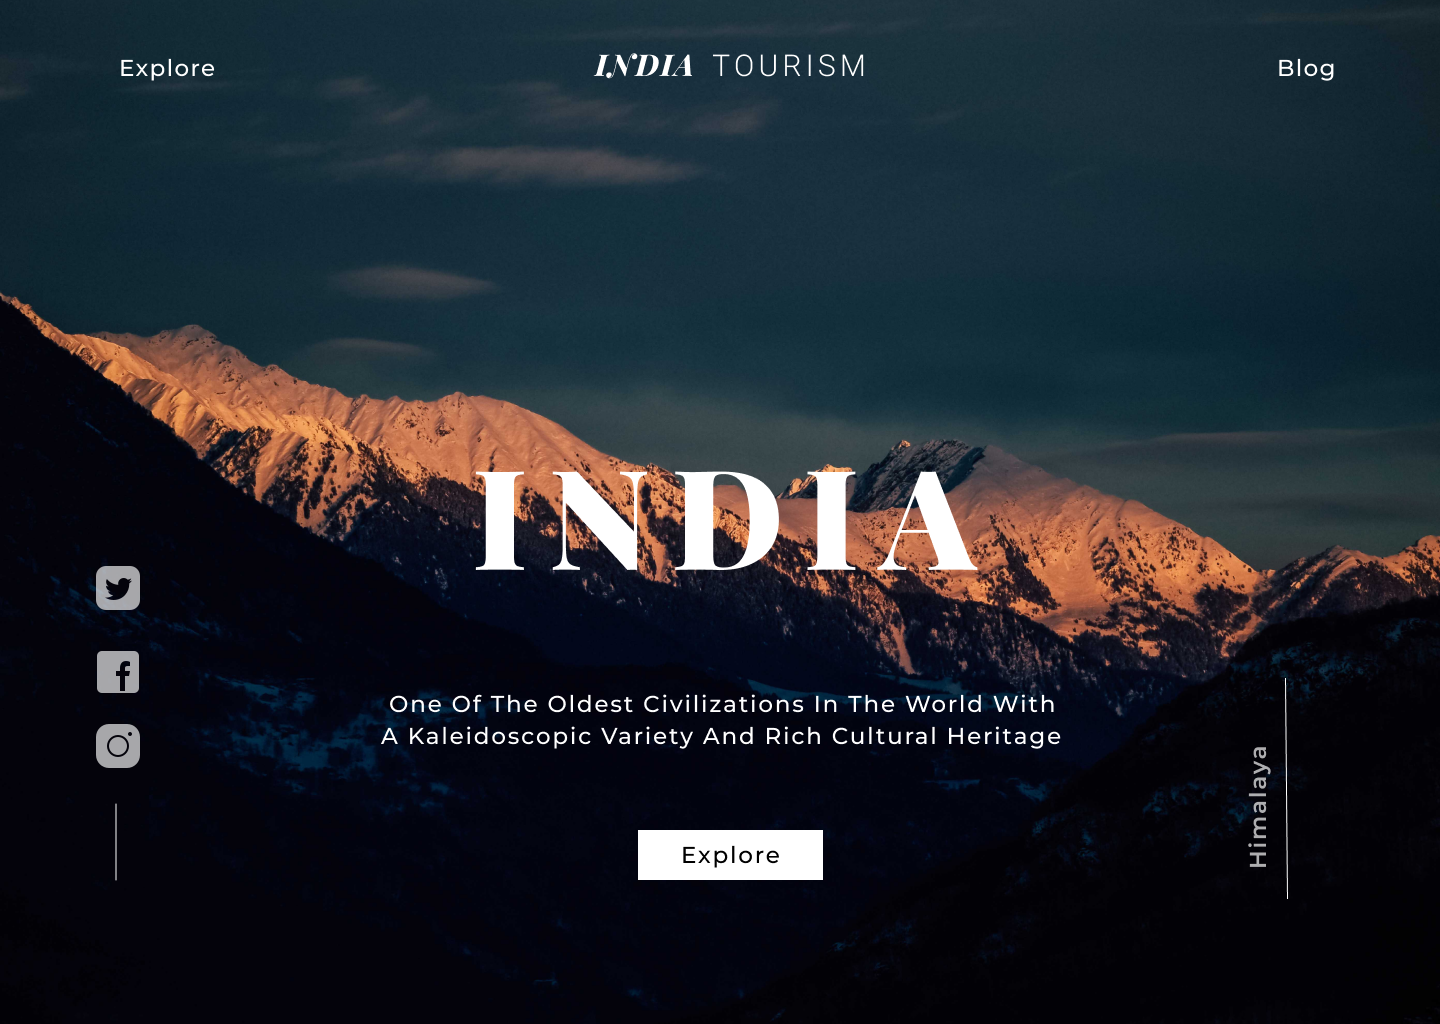 Explore
INDIA TOURISM
Blog
INDIA
One Of The Oldest Civilizations In The World With
A Kaleidoscopic Variety And Rich Cultural Heritage
Himalaya
Explore